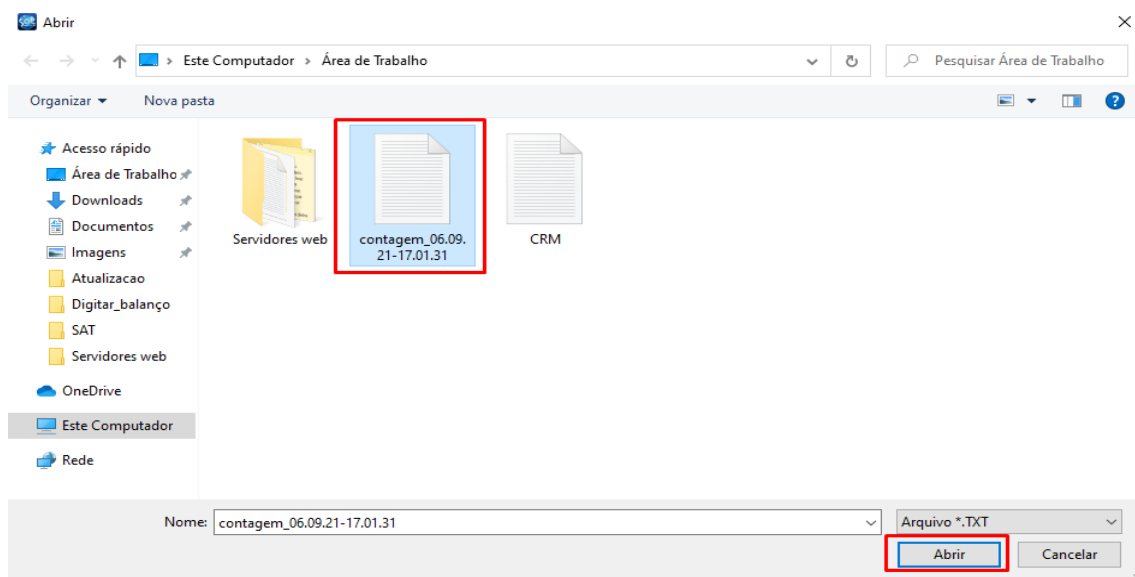 Abrir
Este Computador > Área de Trabalho
Pesquisar Área de Trabalho
Organizar
Nova pasta
Acesso rápido
Área de Trabalho
Downloads
Documentos
Imagens
Atualizacao
Digitar_balanço
SAT
Servidores web
OneDrive
Este Computador
Rede
Servidores web
contagem_06.09.
21-17.01.31
CRM
Nome: contagem_06.09.21-17.01.31
Arquivo *.TXT
Abrir
Cancelar